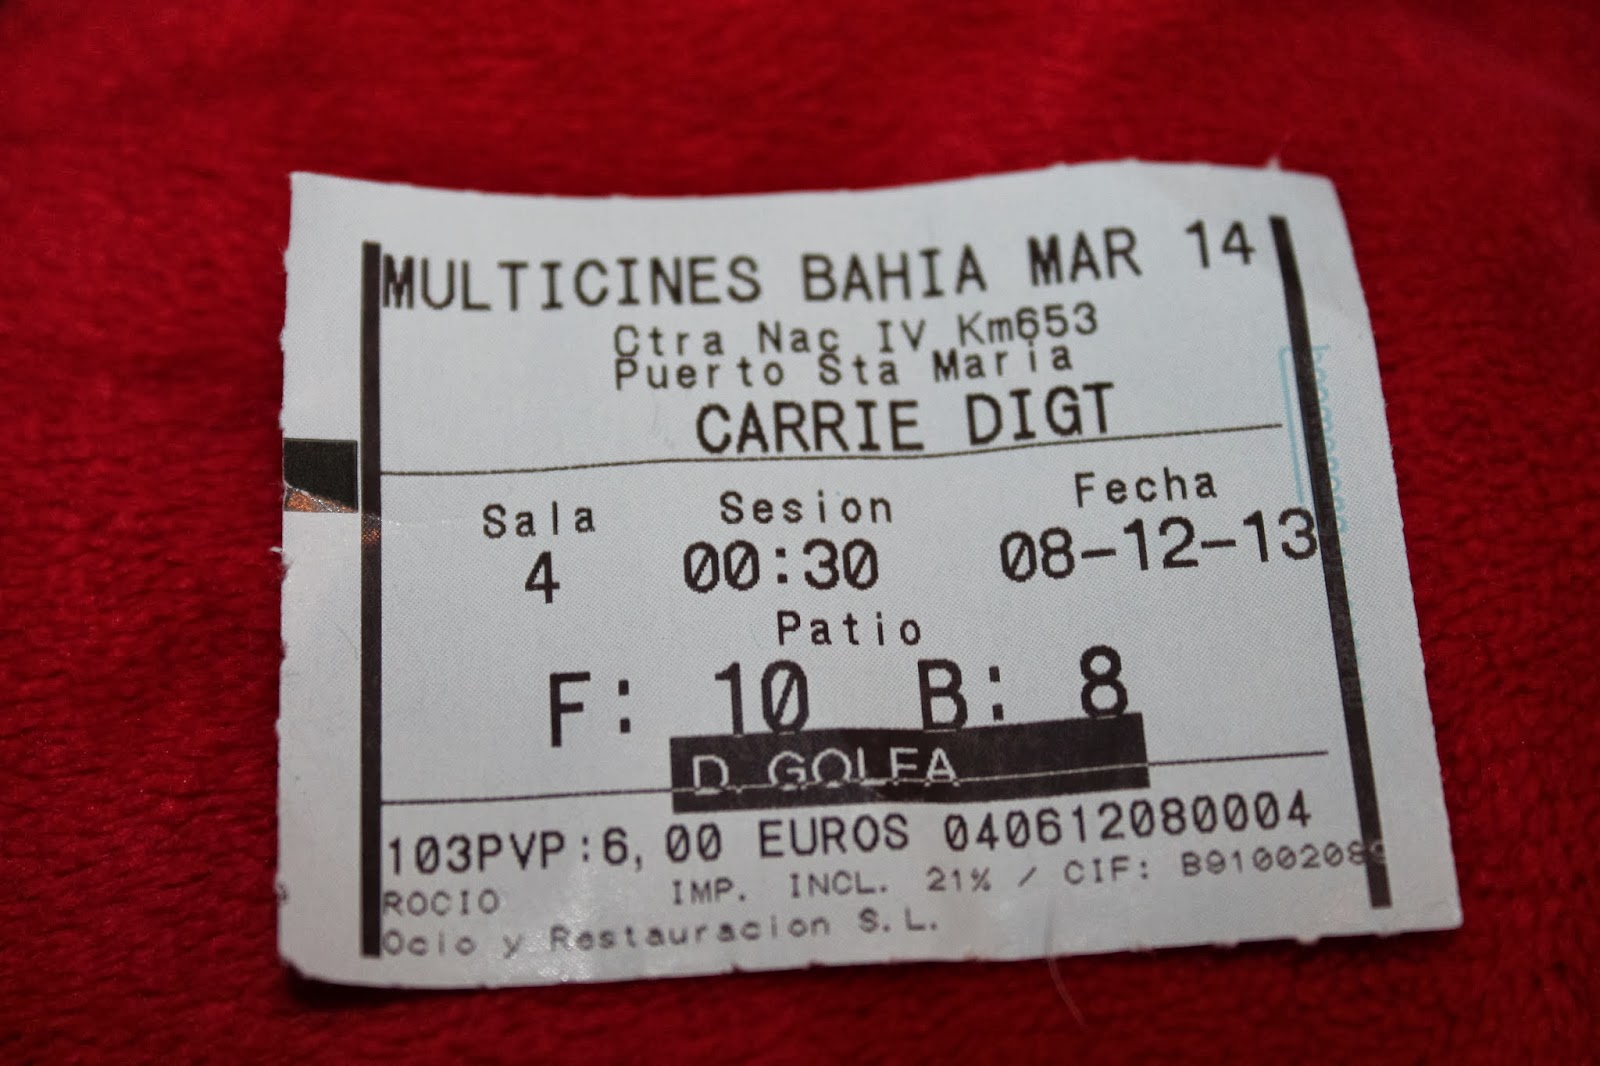 MULTICINES BAHIA MAR 14
Ctra Nac IV Km653
Puerto Sta Maria
CARRIE DIGT
Sala Sesion Fecha
4 00:30 08-12-13
Patio
F: 10 B: 8
D. GOLFA
103PVP:6,00 EUROS 040612080004
ROCIO IMP. INCL. 21% / CIF: B91002089
Ocio y Restauracion S.L.